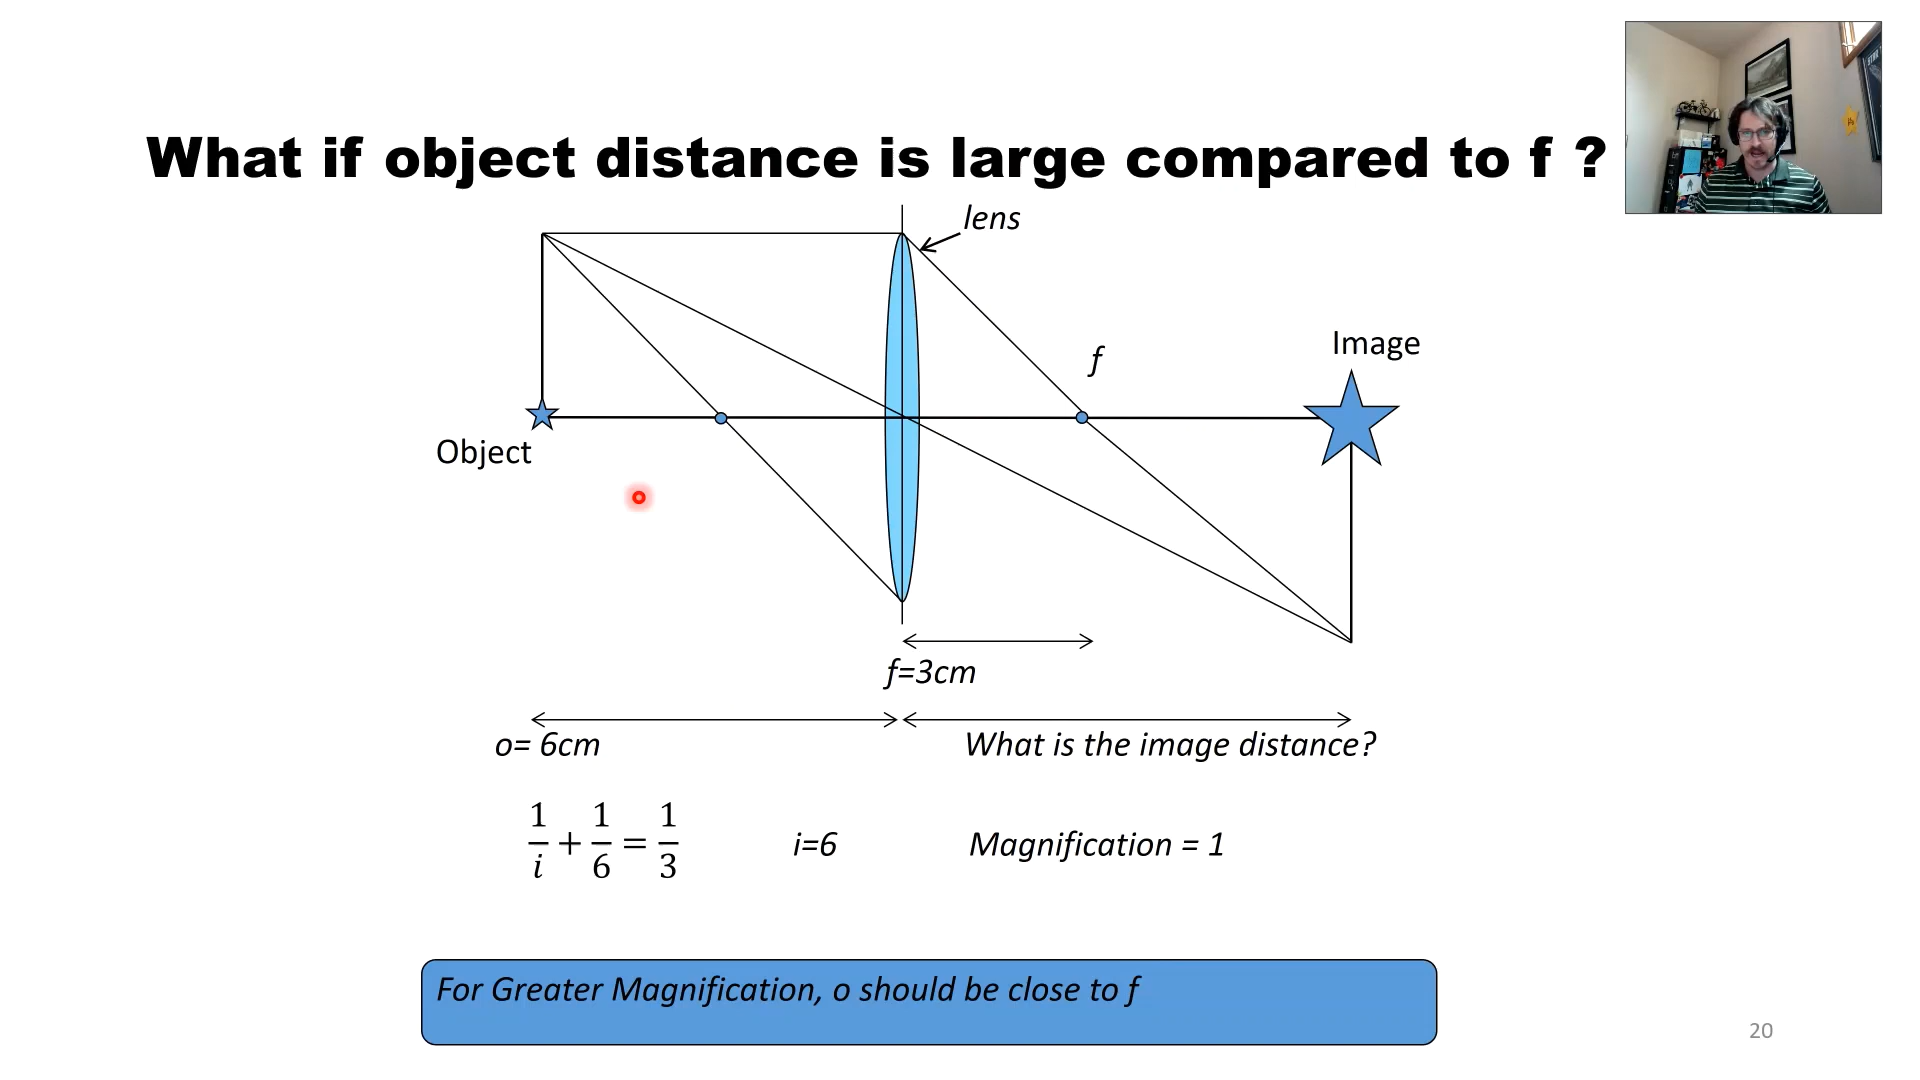 What if object distance is large compared to f ?
lens
f
Image
Object
f=3cm
o= 6cm
What is the image distance?
1/i + 1/6 = 1/3
i=6
Magnification = 1
For Greater Magnification, o should be close to f
20